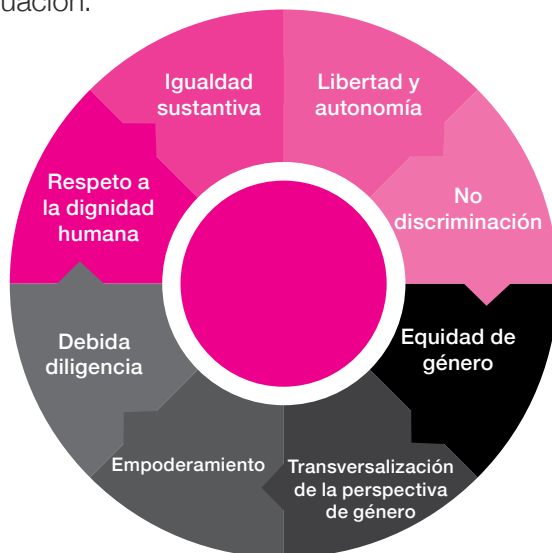 Igualdad
sustantiva
Libertad y
autonomía
No
discriminación
Equidad de
género
Transversalización
de la perspectiva
de género
Empoderamiento
Debida
diligencia
Respeto a
la dignidad
humana